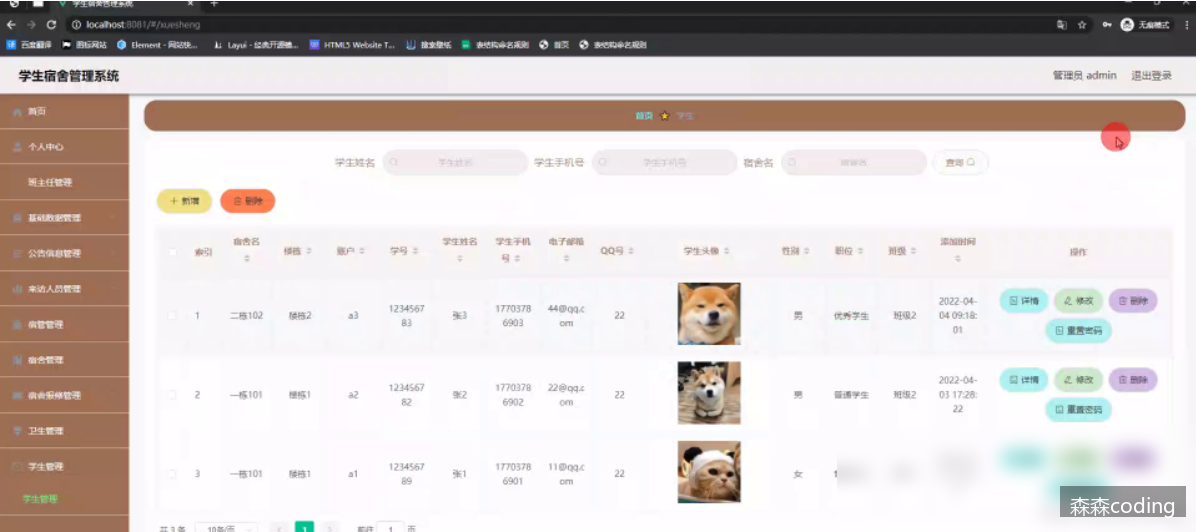 学生宿舍管理系统
localhost:8081/#/xuesheng
无痕模式
百度翻译 图标网站 Element - 网站快... Layui - 经典开源模... HTML5 Website T... 搜索壁纸 表结构命名规则 首页 表结构命名规则
学生宿舍管理系统 管理员 admin 退出登录
首页
个人中心
班主任管理
基础数据管理
公告信息管理
来访人员管理
宿管管理
宿舍管理
宿舍报修管理
卫生管理
学生管理
学生管理
首页 学生
学生姓名 学生姓名 学生手机号 学生手机号 宿舍名 宿舍名 查询
新增 删除
索引 宿舍名 楼栋 账户 学号 学生姓名 学生手机号 电子邮箱 QQ号 学生头像 性别 职位 班级 添加时间 操作
1 二栋102 楼栋2 a3 123456783 张3 17703786903 44@qq.com 22 男 优秀学生 班级2 2022-04-04 09:18:01 详情 修改 删除
重置密码
2 一栋101 楼栋1 a2 123456782 张2 17703786902 22@qq.com 22 男 普通学生 班级2 2022-04-03 17:28:22 详情 修改 删除
重置密码
3 一栋101 楼栋1 a1 123456789 张1 17703786901 11@qq.com 22 女
共 3 条 10条/页 1 前往 1 页
森森coding